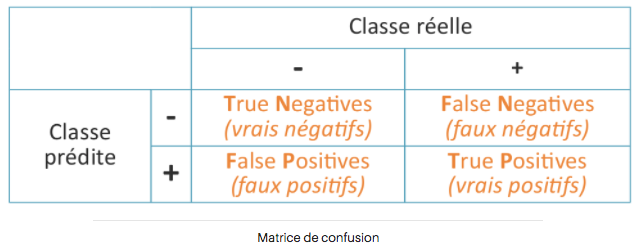 Classe réelle
- +
Classe prédite
- True Negatives False Negatives
(vrais négatifs) (faux négatifs)
+ False Positives True Positives
(faux positifs) (vrais positifs)
Matrice de confusion